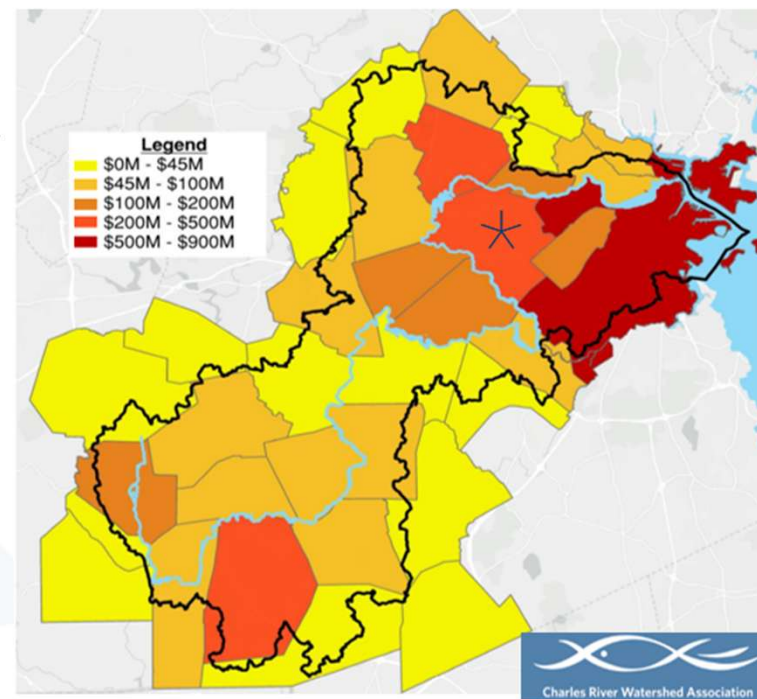 Legend
$0M - $45M
$45M - $100M
$100M - $200M
$200M - $500M
$500M - $900M
Charles River Watershed Association